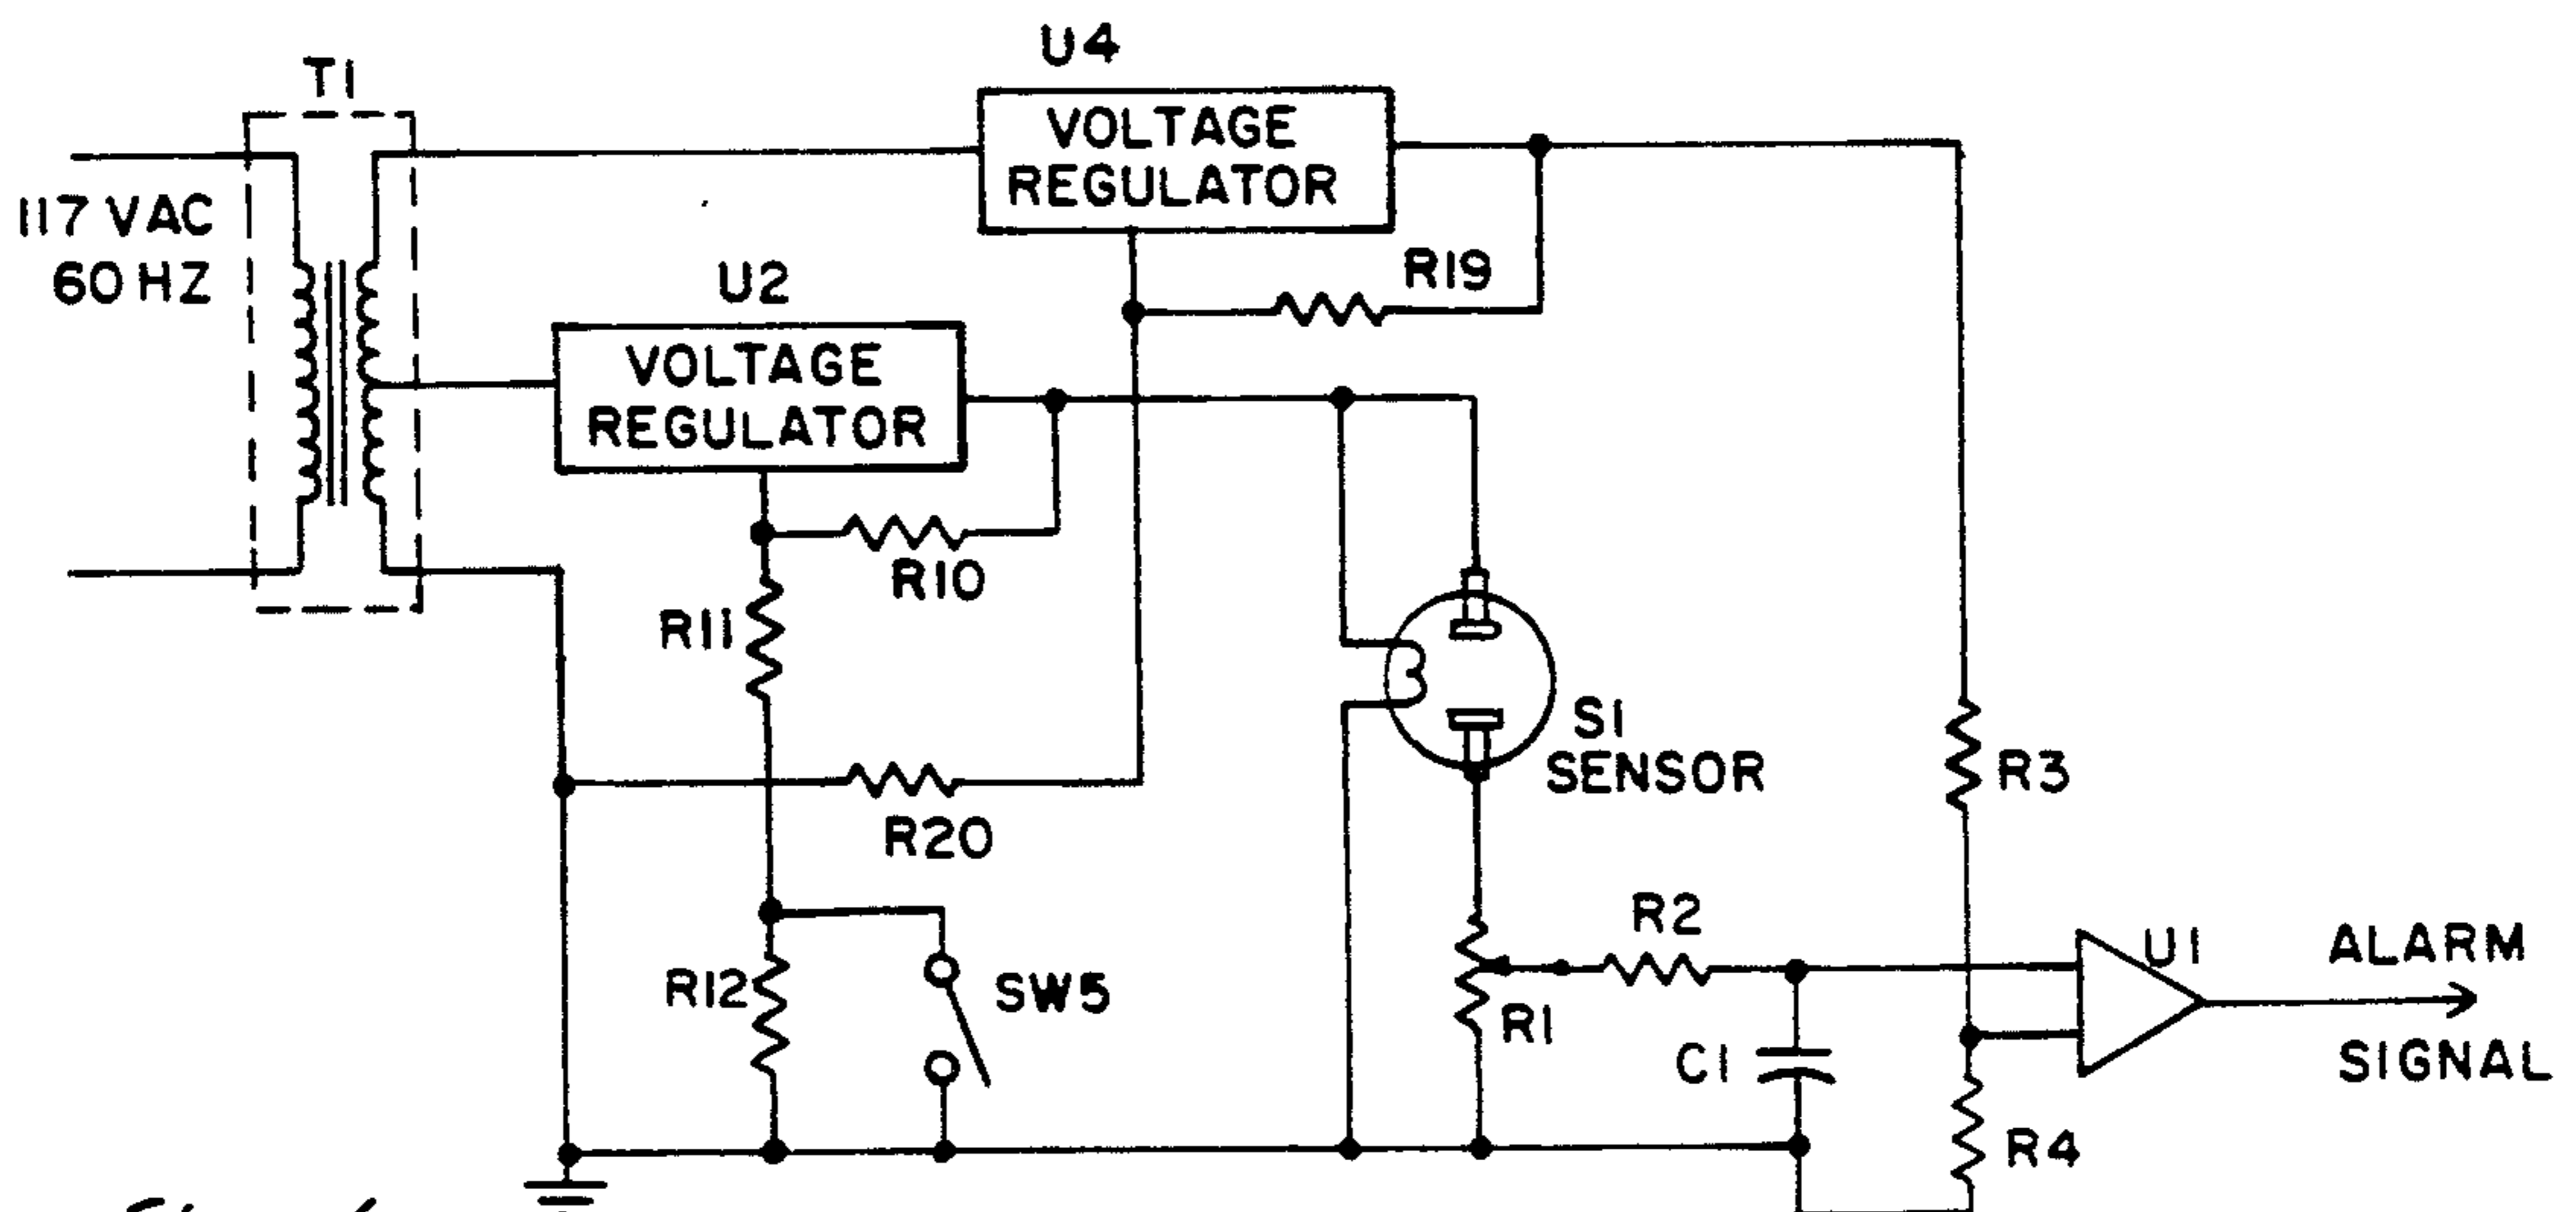 U4
T1
VOLTAGE
REGULATOR
117 VAC
60 HZ
R19
U2
VOLTAGE
REGULATOR
R10
R11
S1
SENSOR
R3
R20
R2
U1
ALARM
R12
SW5
R1
C1
SIGNAL
R4